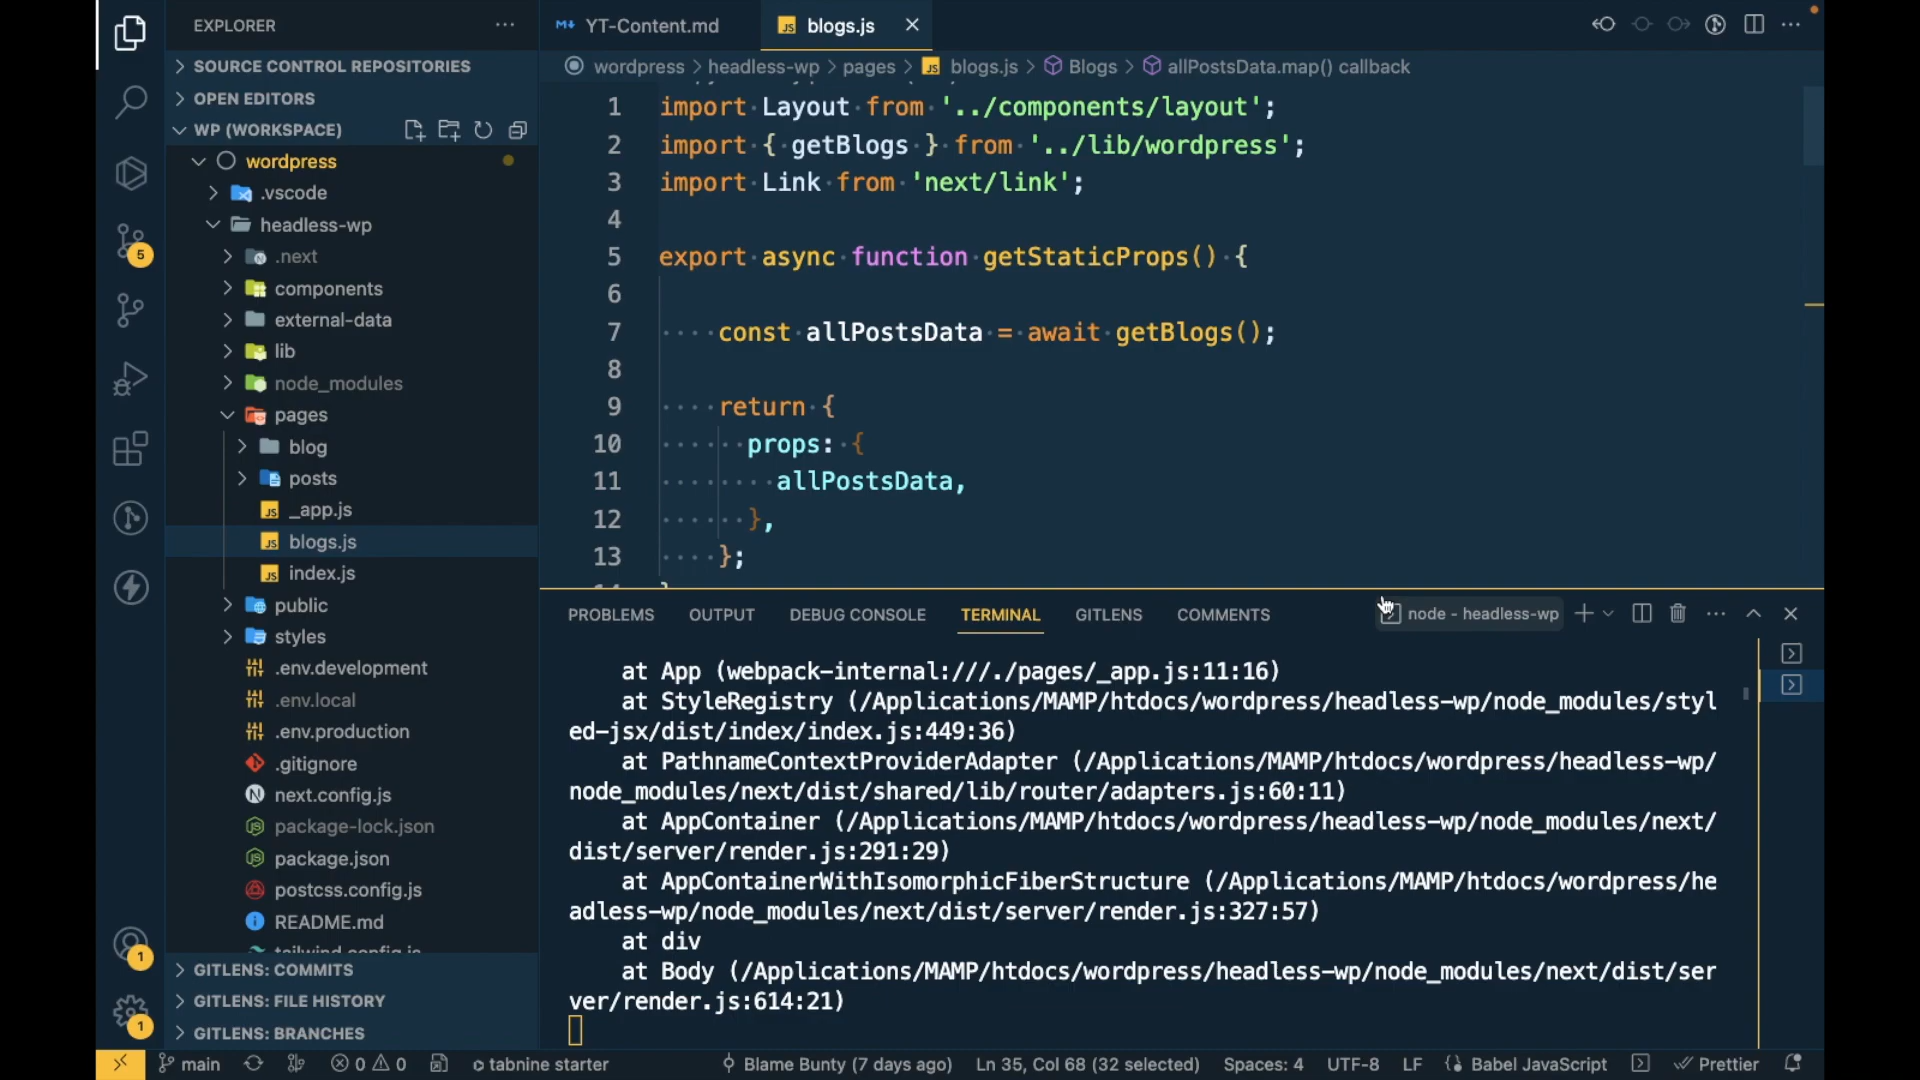 EXPLORER
YT-Content.md
blogs.js
SOURCE CONTROL REPOSITORIES
OPEN EDITORS
WP (WORKSPACE)
wordpress
.vscode
headless-wp
.next
components
external-data
lib
node_modules
pages
blog
posts
_app.js
blogs.js
index.js
public
styles
.env.development
.env.local
.env.production
.gitignore
next.config.js
package-lock.json
package.json
postcss.config.js
README.md
tailwind.config.js
GITLENS: COMMITS
GITLENS: FILE HISTORY
GITLENS: BRANCHES
5
1
1
wordpress > headless-wp > pages > JS blogs.js > Blogs > allPostsData.map() callback
1 import Layout from '../components/layout';
2 import { getBlogs } from '../lib/wordpress';
3 import Link from 'next/link';
4
5 export async function getStaticProps() {
6
7 const allPostsData = await getBlogs();
8
9 return {
10 props: {
11 allPostsData,
12 },
13 };
PROBLEMS OUTPUT DEBUG CONSOLE TERMINAL GITLENS COMMENTS node - headless-wp
at App (webpack-internal:///./pages/_app.js:11:16)
at StyleRegistry (/Applications/MAMP/htdocs/wordpress/headless-wp/node_modules/styl
ed-jsx/dist/index/index.js:449:36)
at PathnameContextProviderAdapter (/Applications/MAMP/htdocs/wordpress/headless-wp/
node_modules/next/dist/shared/lib/router/adapters.js:60:11)
at AppContainer (/Applications/MAMP/htdocs/wordpress/headless-wp/node_modules/next/
dist/server/render.js:291:29)
at AppContainerWithIsomorphicFiberStructure (/Applications/MAMP/htdocs/wordpress/he
adless-wp/node_modules/next/dist/server/render.js:327:57)
at div
at Body (/Applications/MAMP/htdocs/wordpress/headless-wp/node_modules/next/dist/ser
ver/render.js:614:21)
main 0 0 tabnine starter Blame Bunty (7 days ago) Ln 35, Col 68 (32 selected) Spaces: 4 UTF-8 LF Babel JavaScript Prettier